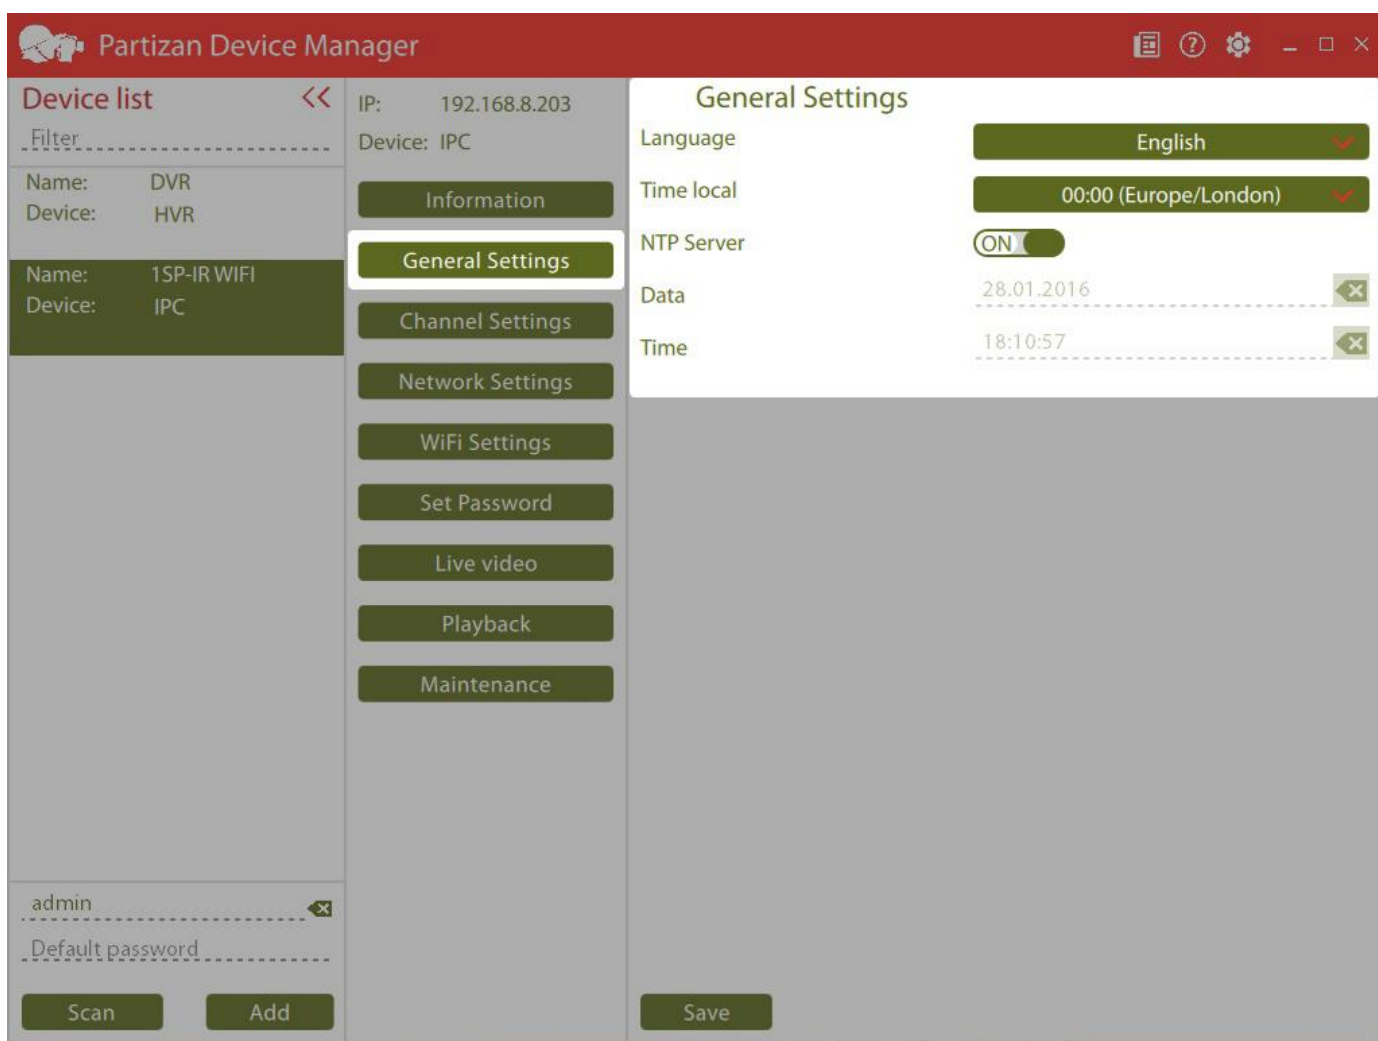 Partizan Device Manager
Device list <<
Filter
Name: DVR
Device: HVR
Name: 1SP-IR WIFI
Device: IPC
admin
Default password
Scan Add
IP: 192.168.8.203
Device: IPC
Information
General Settings
Channel Settings
Network Settings
WiFi Settings
Set Password
Live video
Playback
Maintenance
General Settings
Language English
Time local 00:00 (Europe/London)
NTP Server ON
Data 28.01.2016
Time 18:10:57
Save